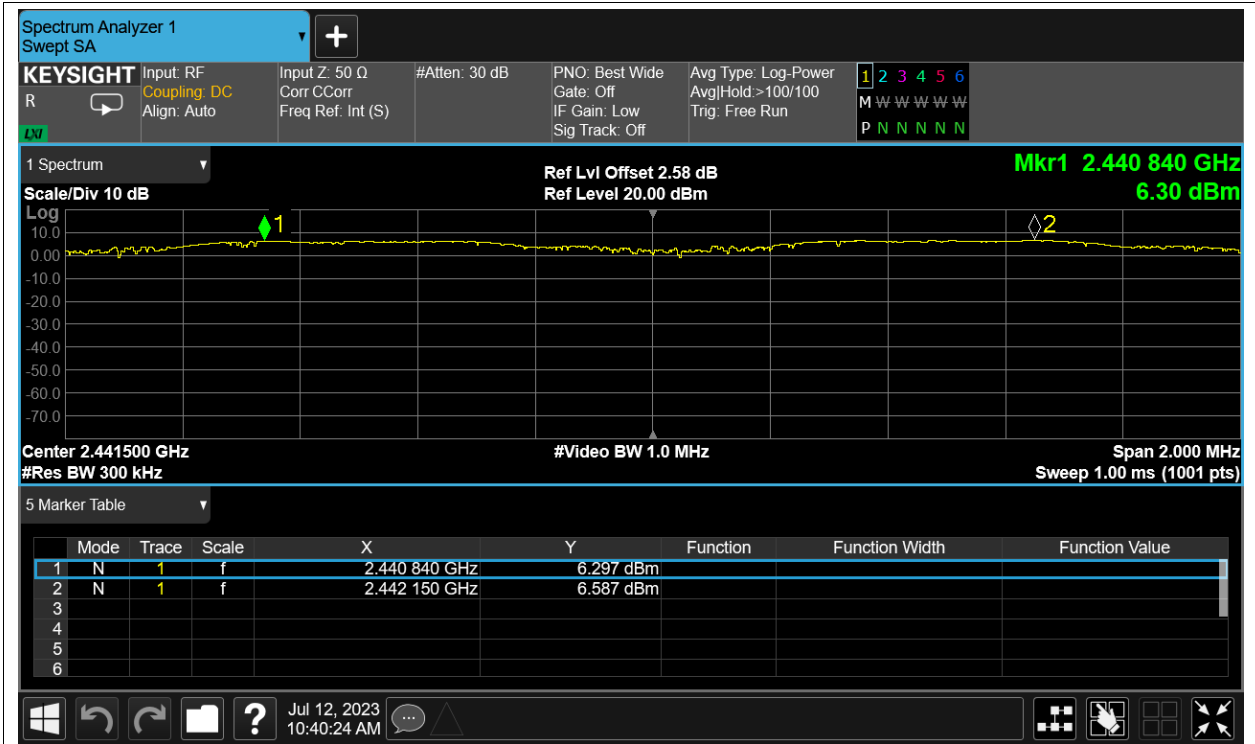 Spectrum Analyzer 1
Swept SA
+
KEYSIGHT Input: RF Input Z: 50 Ω #Atten: 30 dB PNO: Best Wide Avg Type: Log-Power 1 2 3 4 5 6
R Coupling: DC Corr CCorr Gate: Off Avg|Hold:>100/100 M W W W W W
Align: Auto Freq Ref: Int (S) IF Gain: Low Trig: Free Run
LXI Sig Track: Off P N N N N N
1 Spectrum Ref Lvl Offset 2.58 dB Mkr1 2.440 840 GHz
Scale/Div 10 dB Ref Level 20.00 dBm 6.30 dBm
Log
1 2
10.0
0.00
-10.0
-20.0
-30.0
-40.0
-50.0
-60.0
-70.0
Center 2.441500 GHz #Video BW 1.0 MHz Span 2.000 MHz
#Res BW 300 kHz Sweep 1.00 ms (1001 pts)
5 Marker Table
Mode Trace Scale X Y Function Function Width Function Value
1 N 1 f 2.440 840 GHz 6.297 dBm
2 N 1 f 2.442 150 GHz 6.587 dBm
3
4
5
6
? Jul 12, 2023
10:40:24 AM